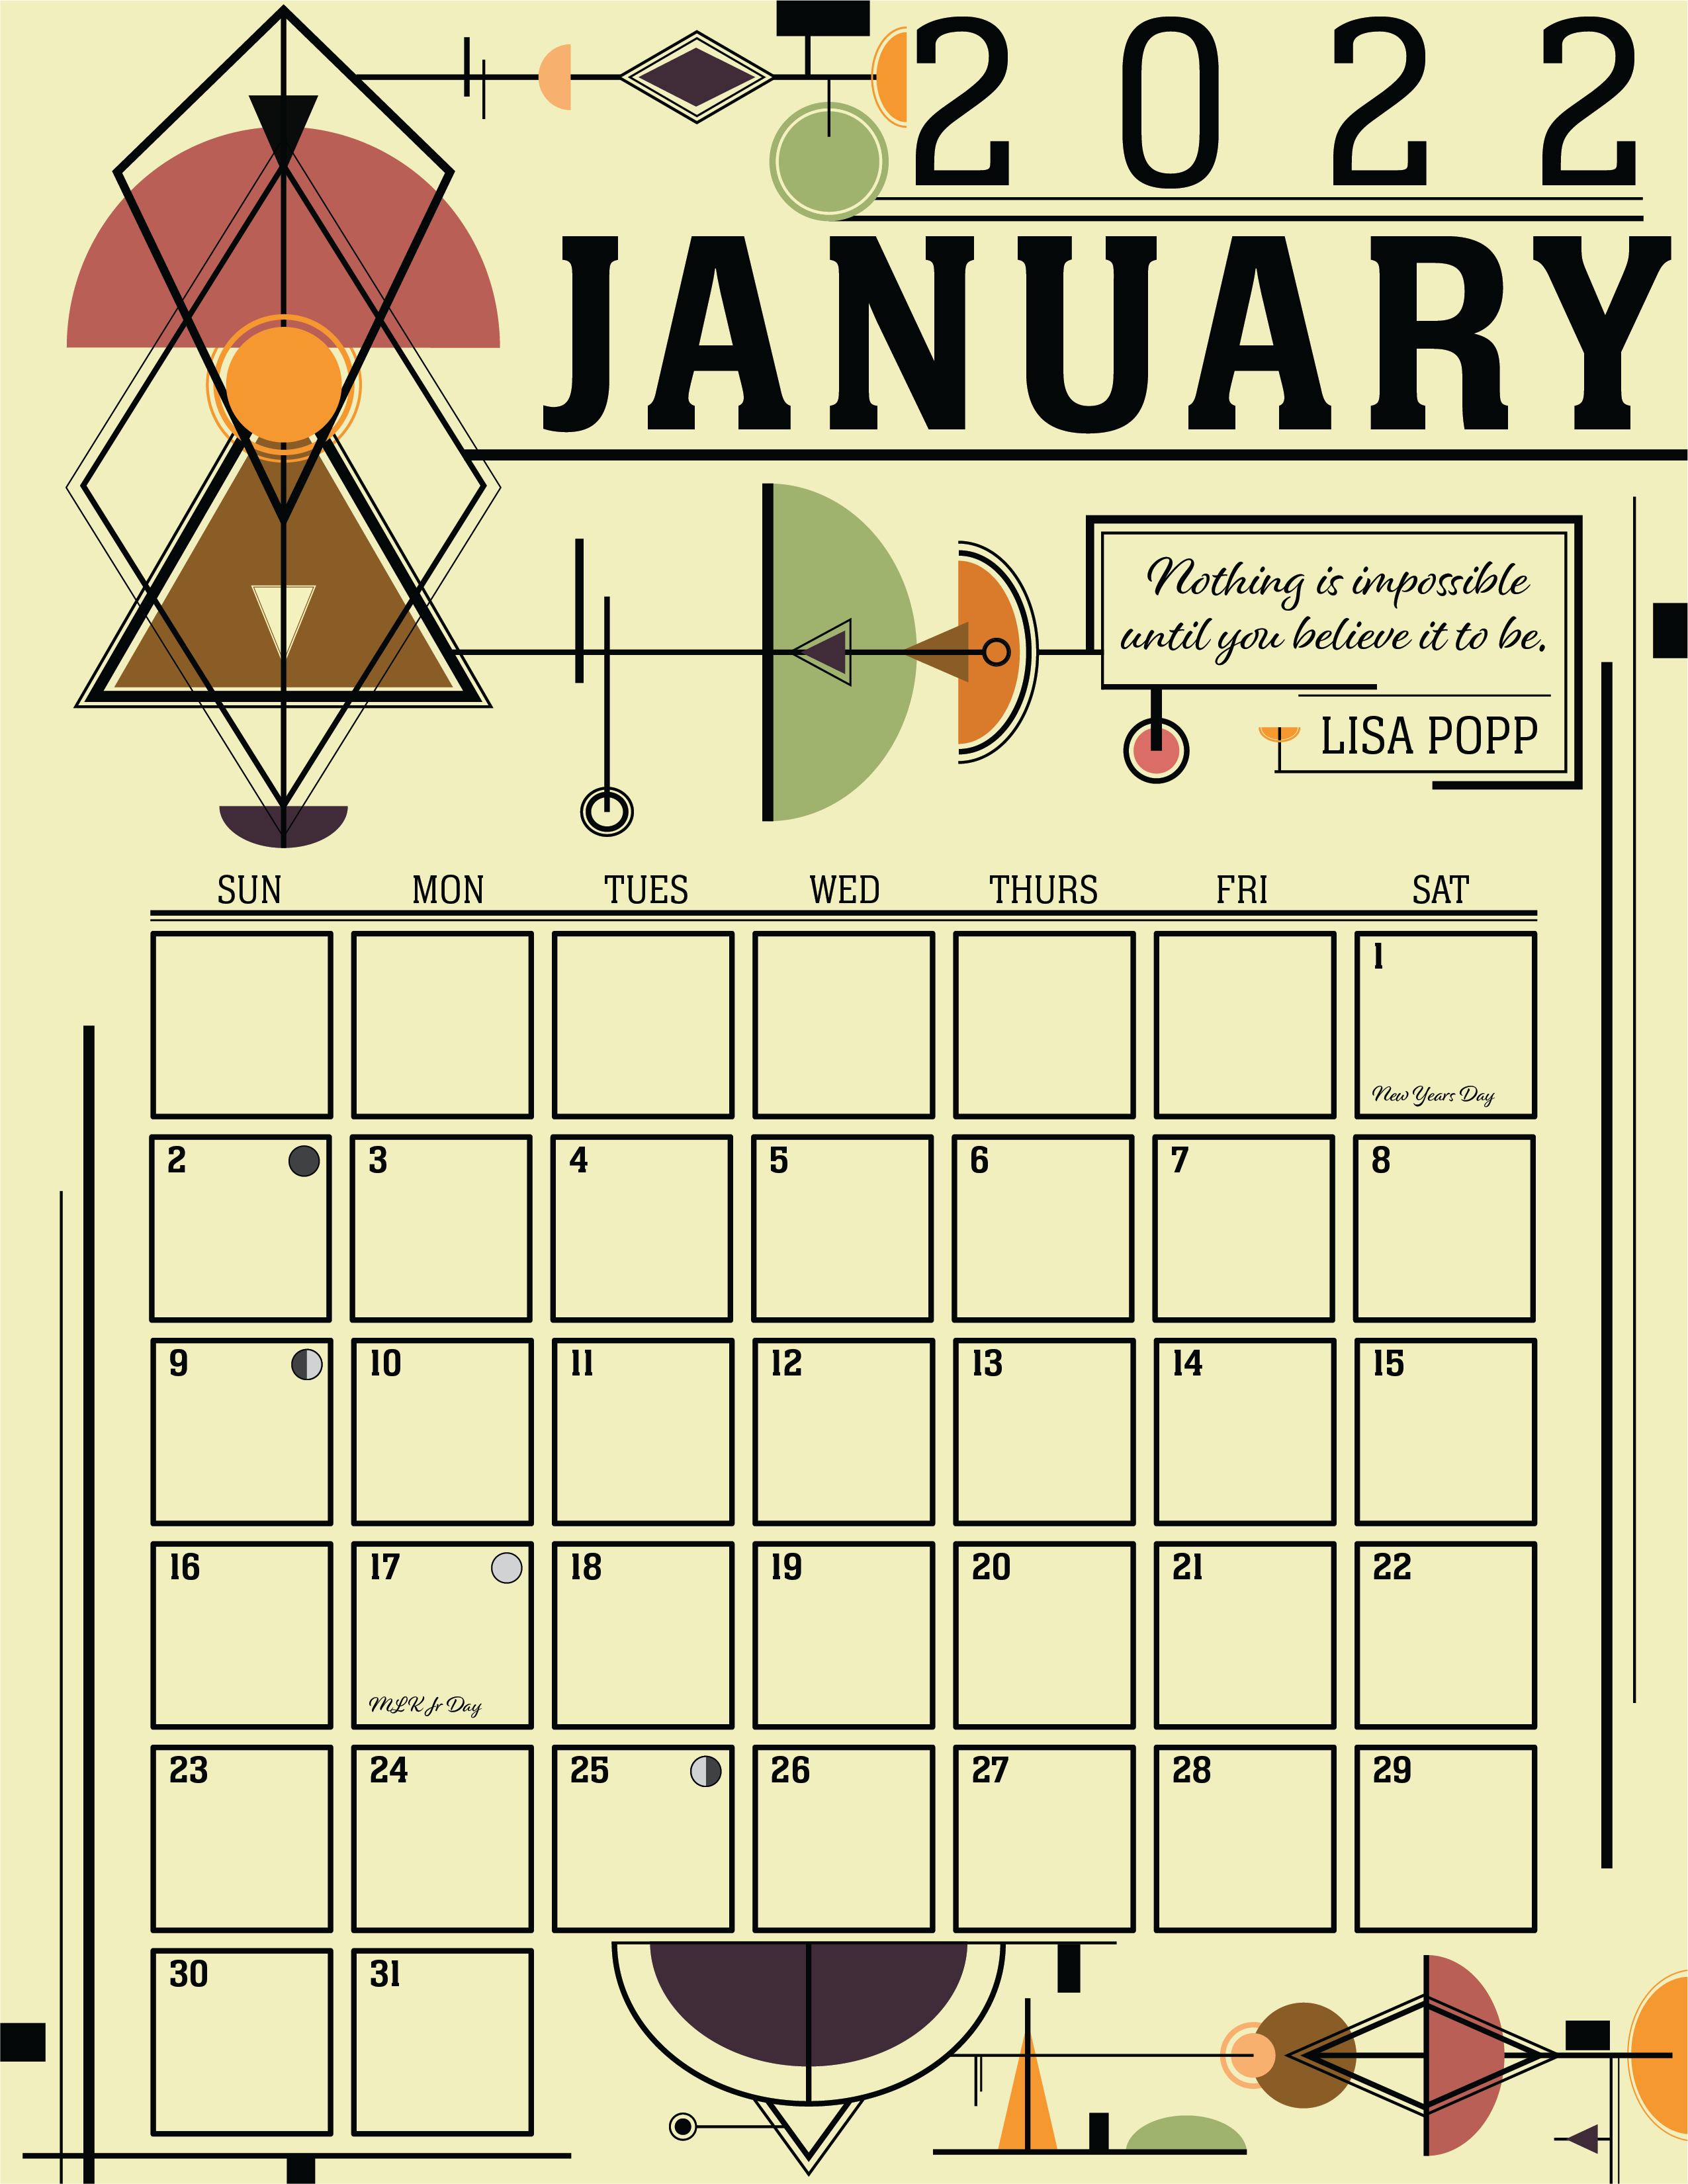 2022
JANUARY
Nothing is impossible
until you believe it to be.
LISA POPP
SUN MON TUES WED THURS FRI SAT
1
New Years Day
2 3 4 5 6 7 8
9 10 11 12 13 14 15
16 17 18 19 20 21 22
MLK Jr Day
23 24 25 26 27 28 29
30 31